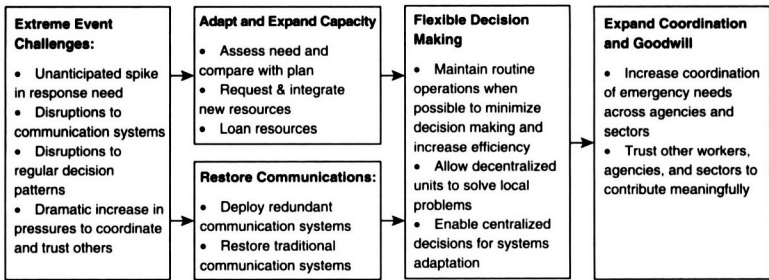 Extreme Event
Challenges:
• Unanticipated spike
in response need
• Disruptions to
communication systems
• Disruptions to
regular decision
patterns
• Dramatic increase in
pressures to coordinate
and trust others
Adapt and Expand Capacity
• Assess need and
compare with plan
• Request & integrate
new resources
• Loan resources
Restore Communications:
• Deploy redundant
communication systems
• Restore traditional
communication systems
Flexible Decision
Making
• Maintain routine
operations when
possible to minimize
decision making and
increase efficiency
• Allow decentralized
units to solve local
problems
• Enable centralized
decisions for systems
adaptation
Expand Coordination
and Goodwill
• Increase coordination
of emergency needs
across agencies and
sectors
• Trust other workers,
agencies, and sectors to
contribute meaningfully